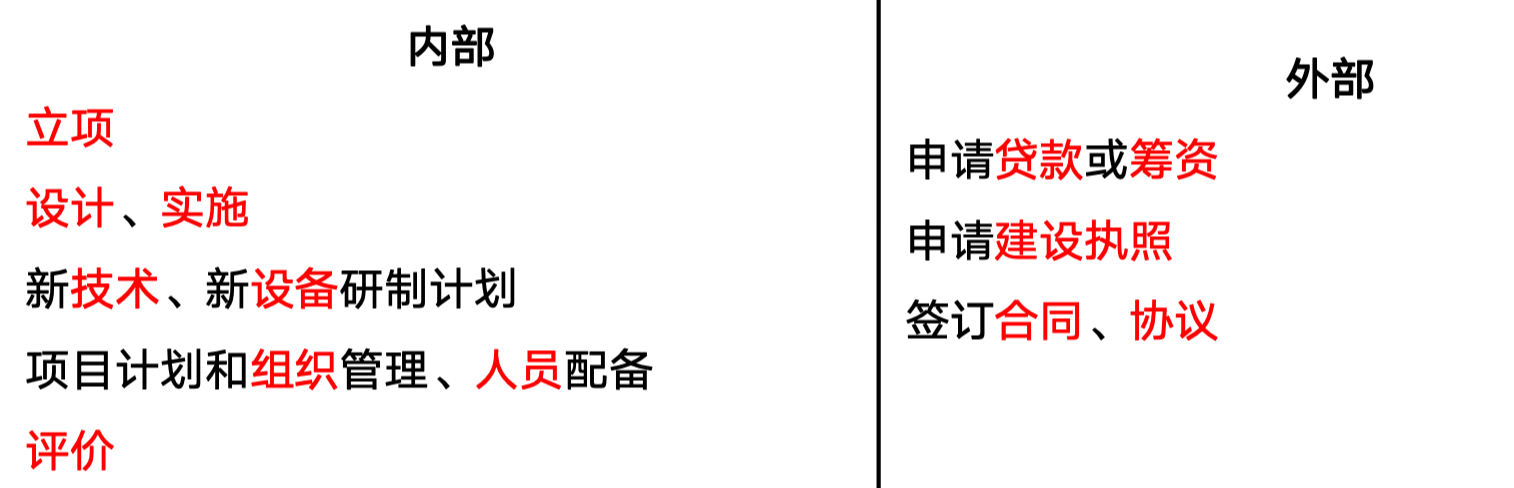 内部
立项
设计、实施
新技术、新设备研制计划
项目计划和组织管理、人员配备
评价
外部
申请贷款或筹资
申请建设执照
签订合同、协议